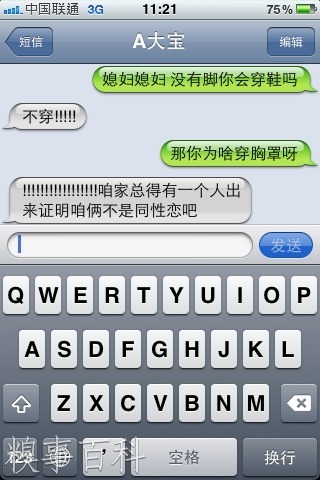 中国联通 3G 11:21 75%
短信 A大宝 编辑
媳妇媳妇 没有脚你会穿鞋吗
不穿!!!!!
那你为啥穿胸罩呀
!!!!!!!!!!!!!!!!!咱家总得有一个人出
来证明咱俩不是同性恋吧
发送
Q W E R T Y U I O P
A S D F G H J K L
Z X C V B N M
空格 换行
糗事百科